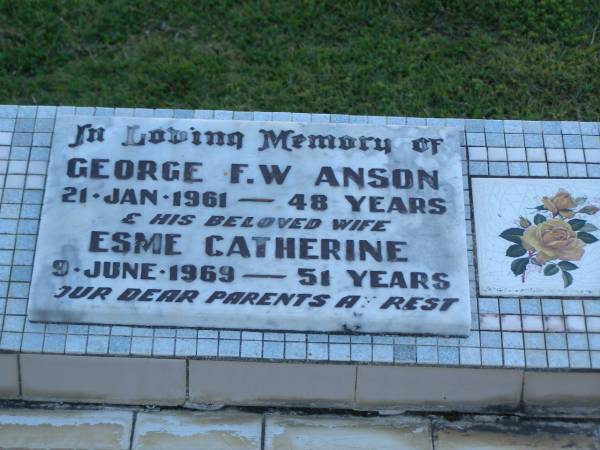 In Loving Memory of
GEORGE F. W ANSON
21·JAN·1961 — 48 YEARS
& HIS BELOVED WIFE
ESME CATHERINE
9·JUNE·1969 — 51 YEARS
OUR DEAR PARENTS AT REST